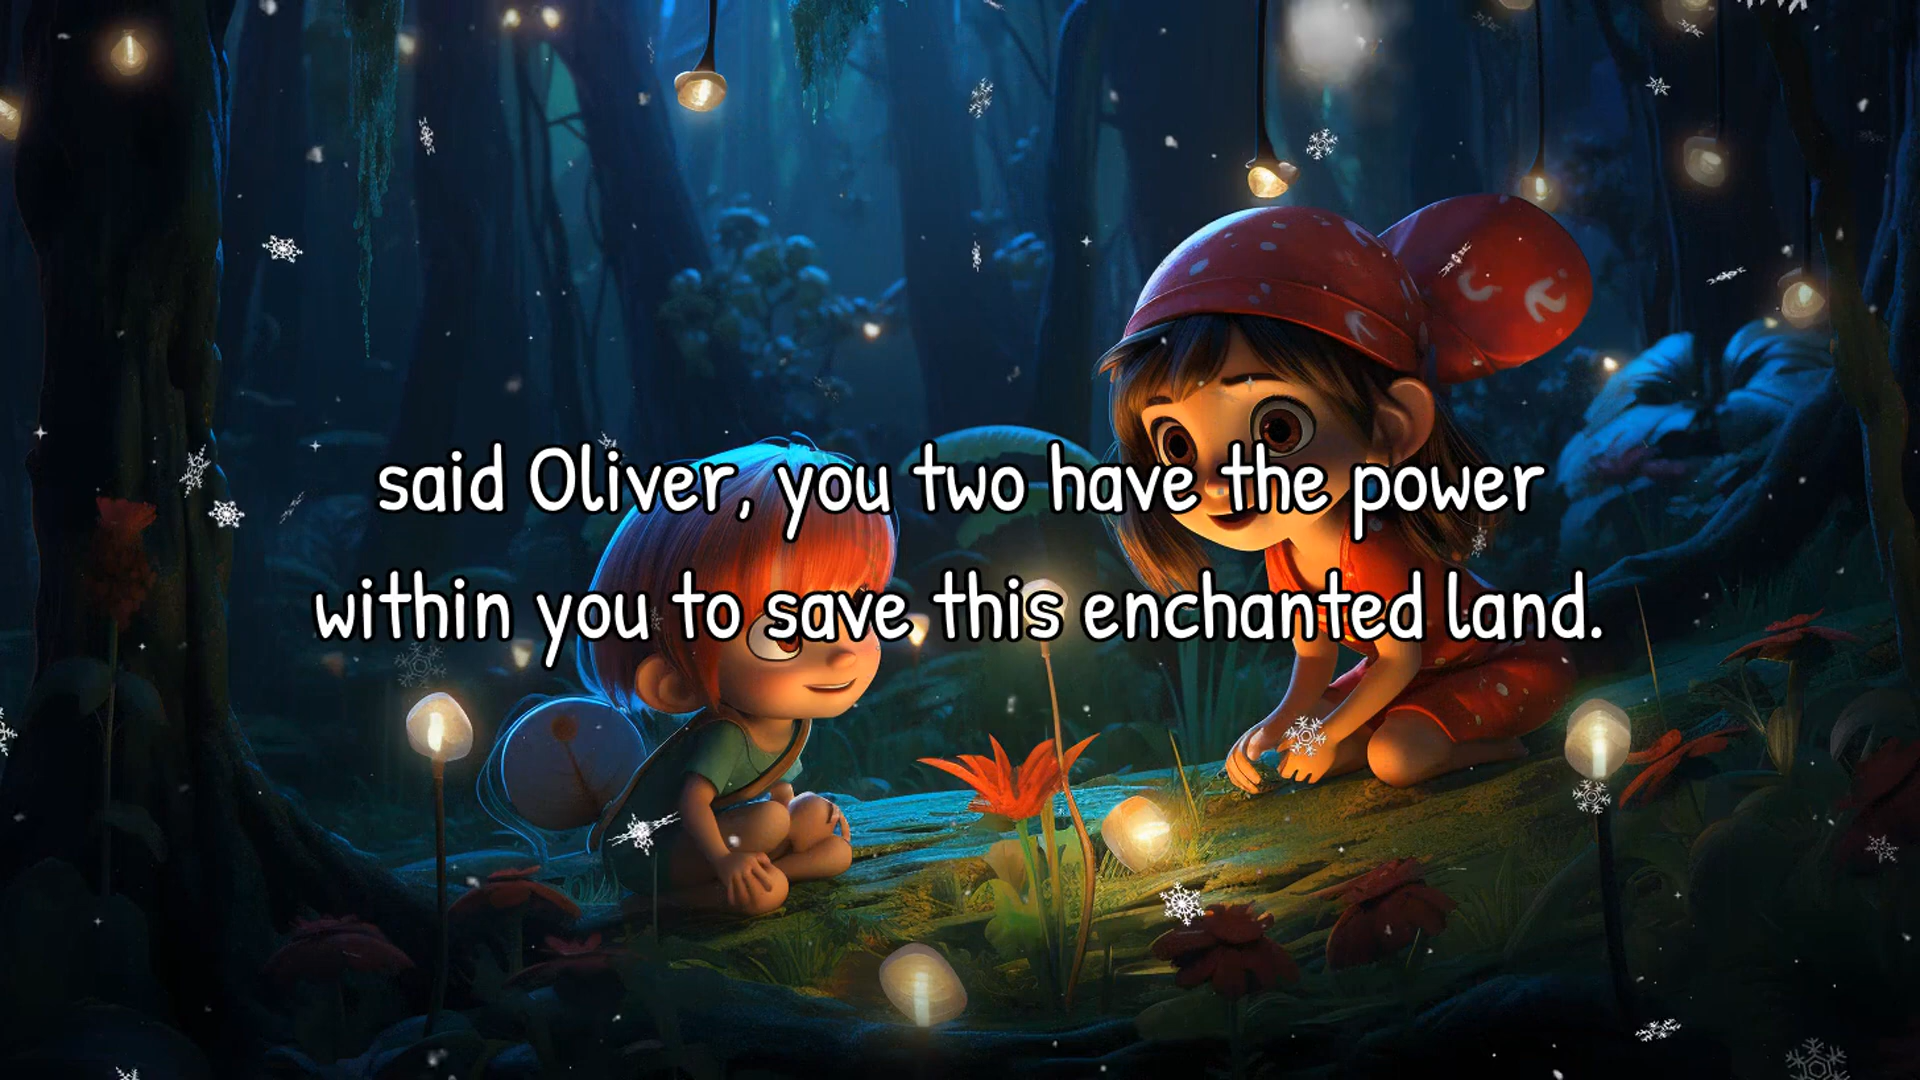 said Oliver, you two have the power
within you to save this enchanted land.